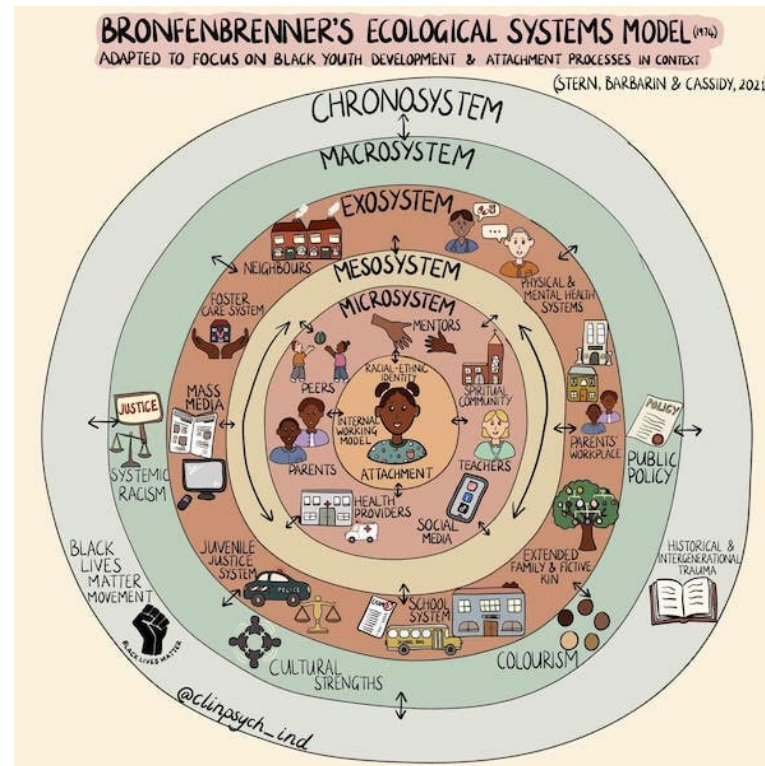 BRONFENBRENNER'S ECOLOGICAL SYSTEMS MODEL (1974)
ADAPTED TO FOCUS ON BLACK YOUTH DEVELOPMENT & ATTACHMENT PROCESSES IN CONTEXT
(STERN, BARBARIN & CASSIDY, 2021
CHRONOSYSTEM
MACROSYSTEM
EXOSYSTEM
NEIGHBOURS
MESOSYSTEM
PHYSICAL &
MENTAL HEALTH
SYSTEMS
FOSTER
CARE SYSTEM
MICROSYSTEM
MENTORS
PEERS
RACIAL-ETHNIC
IDENTITY
SPIRITUAL
COMMUNITY
MASS
MEDIA
JUSTICE
POLICY
INTERNAL
WORKING
MODEL
PARENTS'
WORKPLACE
SYSTEMIC
RACISM
PARENTS
ATTACHMENT
TEACHERS
PUBLIC
POLICY
HEALTH
PROVIDERS
SOCIAL
MEDIA
BLACK
LIVES
MATTER
MOVEMENT
JUVENILE
JUSTICE
SYSTEM
EXTENDED
FAMILY & FICTIVE
KIN
HISTORICAL &
INTERGENERATIONAL
TRAUMA
POLICE
SCHOOL
SYSTEM
SCHOOL BUS
BLACK LIVES MATTER
CULTURAL
STRENGTHS
COLOURISM
@clinpsych_ind